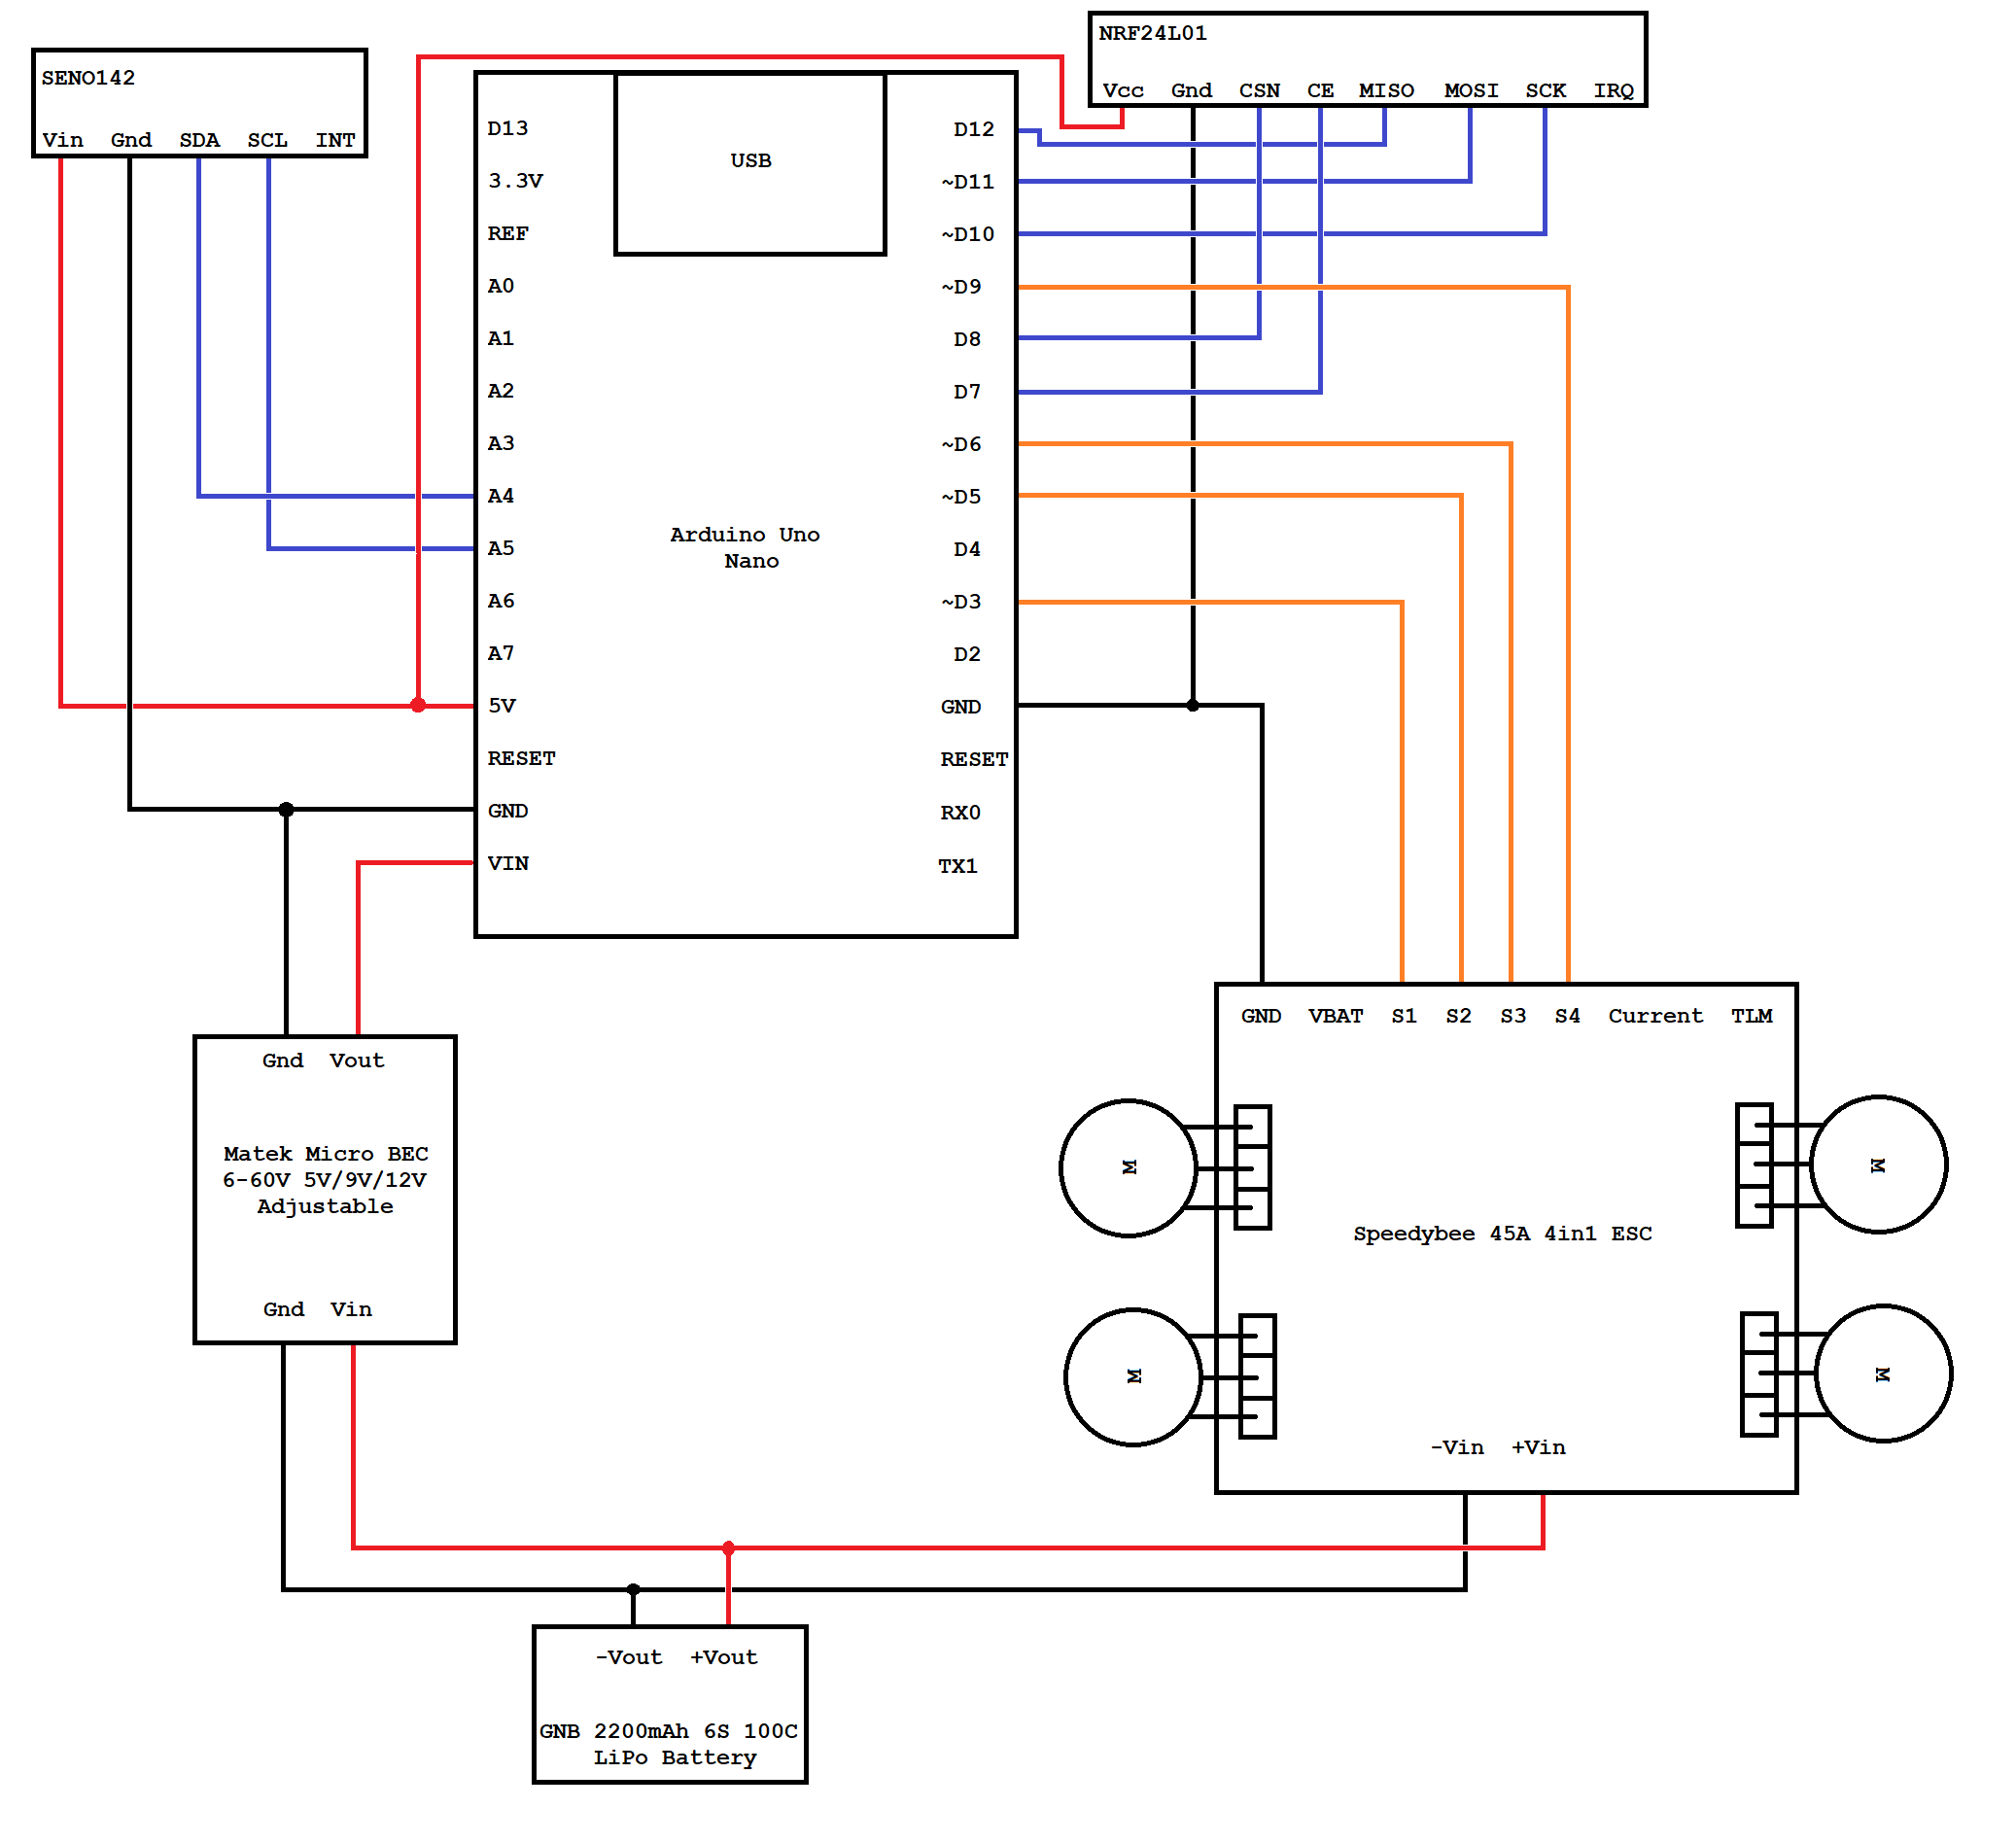 NRF24L01
Vcc Gnd CSN CE MISO MOSI SCK IRQ
SENO142
Vin Gnd SDA SCL INT
USB
D13
3.3V
REF
A0
A1
A2
A3
A4
A5
A6
A7
5V
RESET
GND
VIN
Arduino Uno
Nano
D12
~D11
~D10
~D9
D8
D7
~D6
~D5
D4
~D3
D2
GND
RESET
RX0
TX1
Gnd Vout
Matek Micro BEC
6-60V 5V/9V/12V
Adjustable
Gnd Vin
GND VBAT S1 S2 S3 S4 Current TLM
M
M
Speedybee 45A 4in1 ESC
M
M
-Vin +Vin
-Vout +Vout
GNB 2200mAh 6S 100C
LiPo Battery